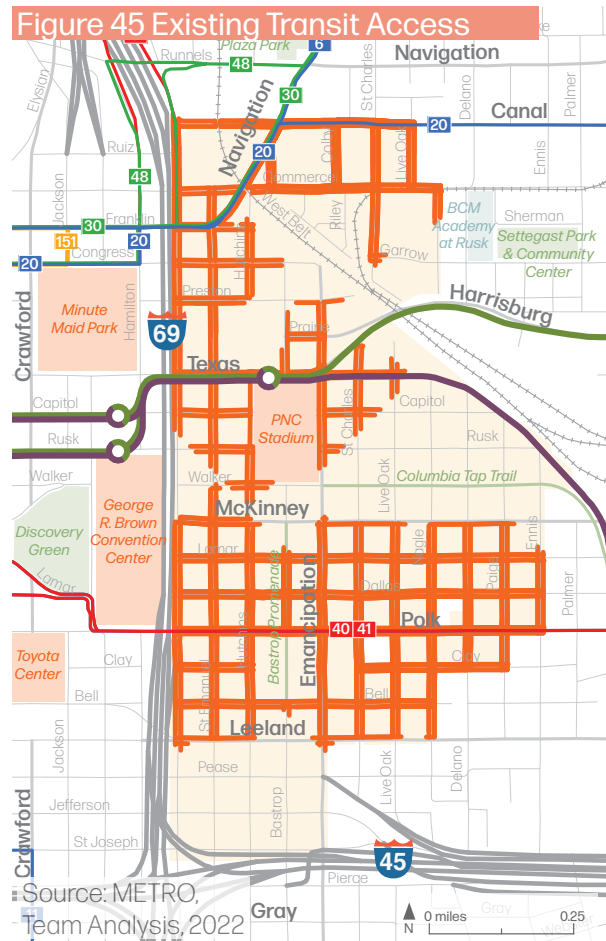 Figure 45 Existing Transit Access
Plaza Park
6
Runnels
48
Navigation
Elysian
30
St Charles
Delano
Palmer
Canal
20
Navigation
Ruiz
20
Colby
Live Oak
Ennis
48
Commerce
Jackson
West Belt
Riley
BCM
Academy
at Rusk
Sherman
Settegast Park
& Community
Center
30
Franklin
151
20
Congress
Garrow
20
Preston
Hamilton
Harrisburg
Minute
Maid Park
Crawford
69
Prairie
Texas
Capitol
Capitol
PNC
Stadium
St Charles
Rusk
Rusk
Walker
Walker
Live Oak
Columbia Tap Trail
George
R. Brown
Convention
Center
McKinney
Discovery
Green
Lamar
Ennis
Lamar
Bastrop Promenade
Emancipation
Dallas
Paige
Palmer
40 41
Polk
Hutchins
Toyota
Center
Clay
Clay
St Emanuel
Bell
Bell
Leeland
Jackson
Pease
Live Oak
Delano
Crawford
Jefferson
Bastrop
St Joseph
45
Pierce
Source: METRO,
Team Analysis, 2022
Gray
Gray
Webster
N
0 miles 0.25